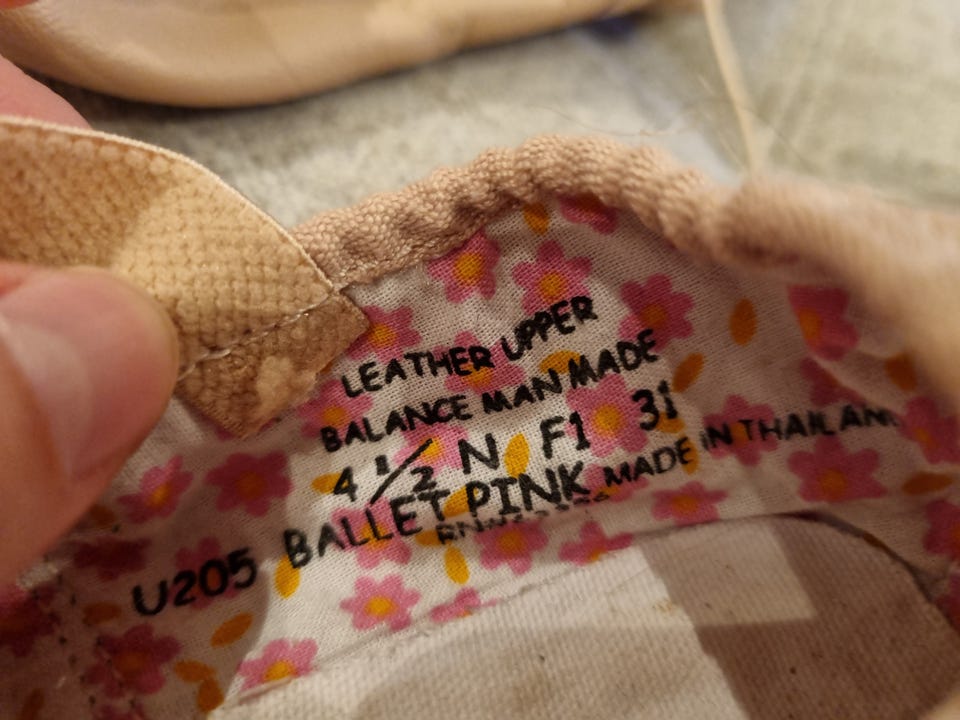 LEATHER UPPER
BALANCE MAN MADE
4 1/2 N F1 31
U205 BALLET PINK MADE IN THAILAND